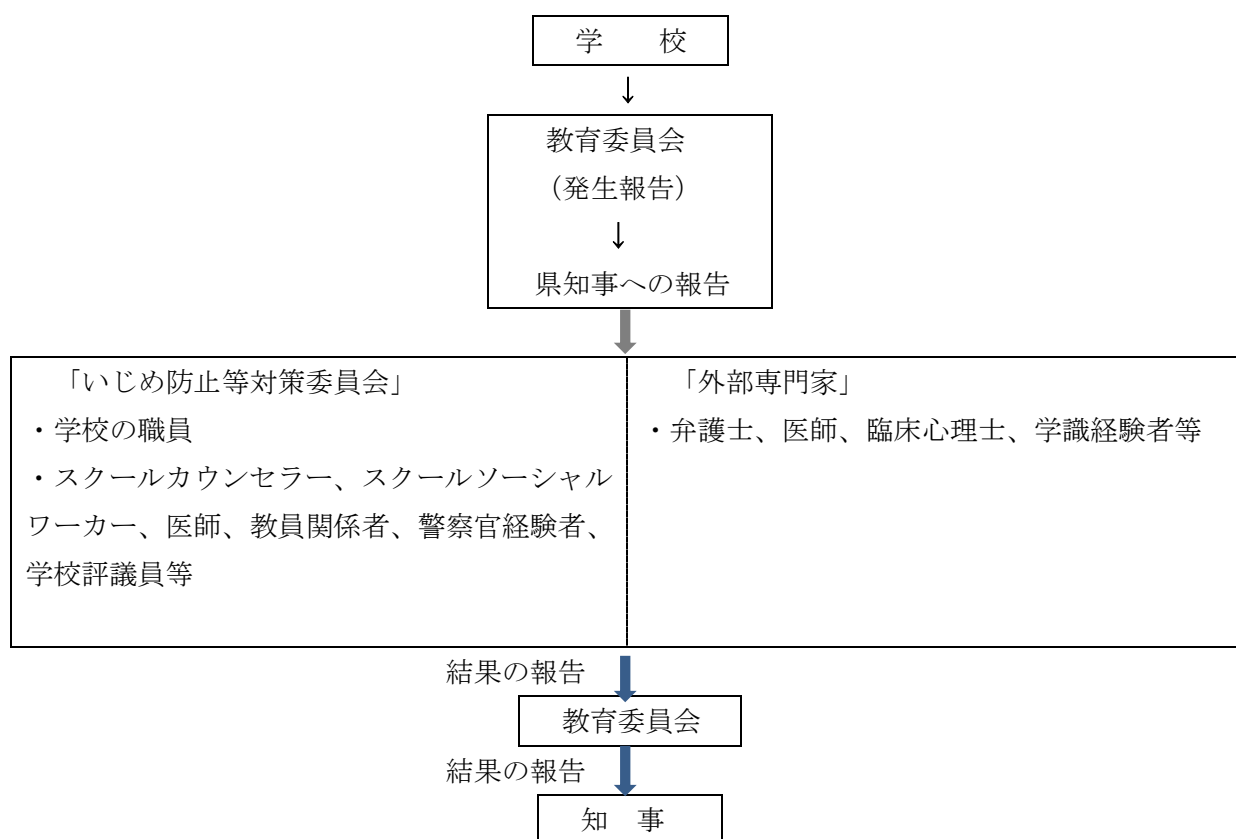 学　　校
↓
教育委員会
（発生報告）
↓
県知事への報告
「いじめ防止等対策委員会」
・学校の職員
・スクールカウンセラー、スクールソーシャル
ワーカー、医師、教員関係者、警察官経験者、
学校評議員等
「外部専門家」
・弁護士、医師、臨床心理士、学識経験者等
結果の報告
教育委員会
結果の報告
知　事